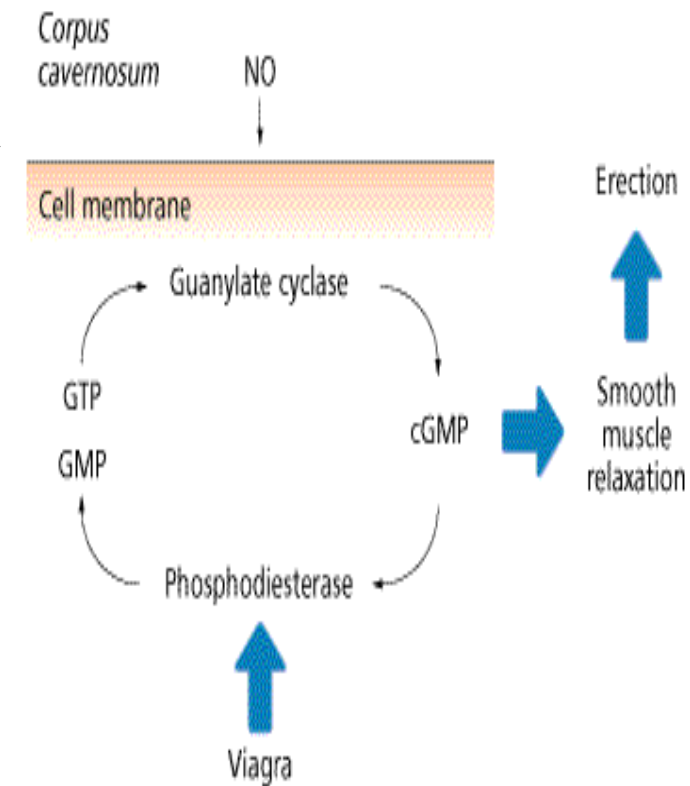 Corpus
cavernosum
NO
Cell membrane
Erection
Guanylate cyclase
GTP
GMP
cGMP
Smooth
muscle
relaxation
Phosphodiesterase
Viagra